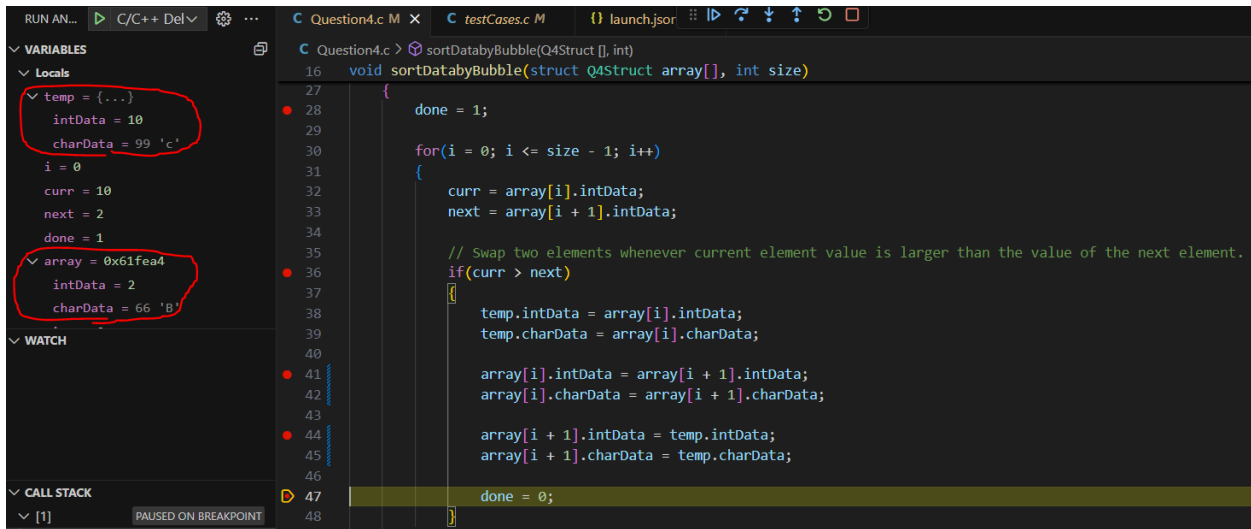 RUN AN... C/C++ Del ...
C Question4.c M X C testCases.c M {} launch.json
VARIABLES
C Question4.c > sortDatabyBubble(Q4Struct [], int)
Locals
16 void sortDatabyBubble(struct Q4Struct array[], int size)
temp = {...}
27 {
intData = 10
28 done = 1;
charData = 99 'c'
29
30 for(i = 0; i <= size - 1; i++)
i = 0
31 {
curr = 10
32 curr = array[i].intData;
next = 2
33 next = array[i + 1].intData;
done = 1
34
array = 0x61fea4
35 // Swap two elements whenever current element value is larger than the value of the next element.
intData = 2
36 if(curr > next)
37 {
charData = 66 'B'
38 temp.intData = array[i].intData;
WATCH
39 temp.charData = array[i].charData;
40
41 array[i].intData = array[i + 1].intData;
42 array[i].charData = array[i + 1].charData;
43
44 array[i + 1].intData = temp.intData;
45 array[i + 1].charData = temp.charData;
46
CALL STACK
47 done = 0;
[1] PAUSED ON BREAKPOINT
48 }